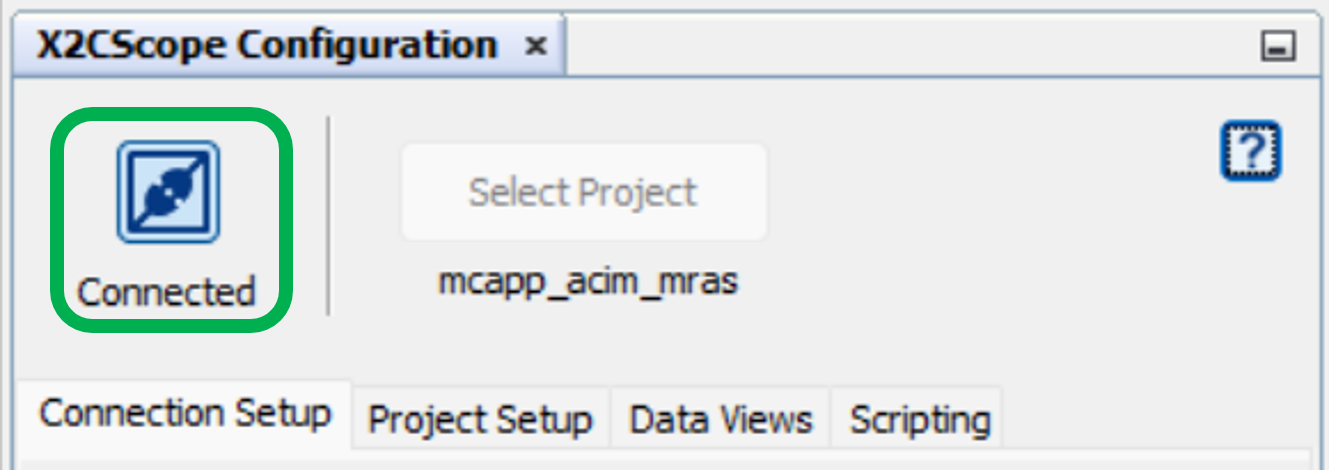 X2CScope Configuration
Select Project
Connected
mcapp_acim_mras
?
Connection Setup Project Setup Data Views Scripting